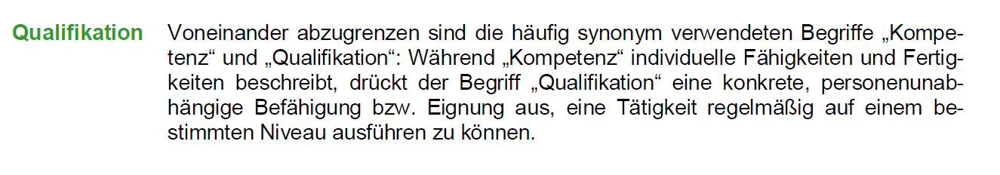 Qualifikation Voneinander abzugrenzen sind die häufig synonym verwendeten Begriffe „Kompe-
tenz“ und „Qualifikation“: Während „Kompetenz“ individuelle Fähigkeiten und Fertig-
keiten beschreibt, drückt der Begriff „Qualifikation“ eine konkrete, personenunab-
hängige Befähigung bzw. Eignung aus, eine Tätigkeit regelmäßig auf einem be-
stimmten Niveau ausführen zu können.